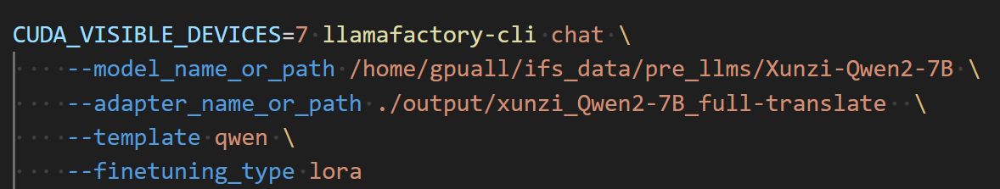 CUDA_VISIBLE_DEVICES=7 llamafactory-cli chat \
    --model_name_or_path /home/gpuall/ifs_data/pre_llms/Xunzi-Qwen2-7B \
    --adapter_name_or_path ./output/xunzi_Qwen2-7B_full-translate  \
    --template qwen \
    --finetuning_type lora